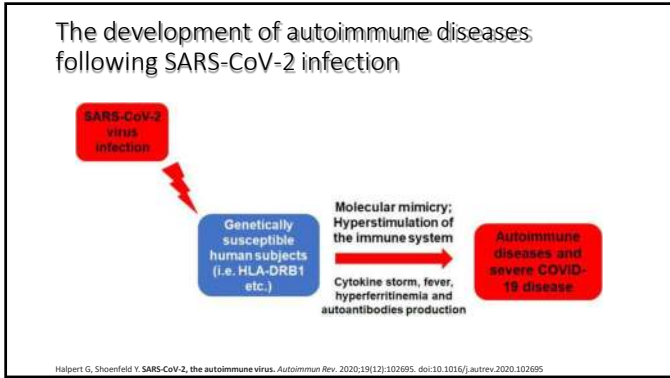 The development of autoimmune diseases
following SARS-CoV-2 infection
SARS-CoV-2
virus
infection
Genetically
susceptible
human subjects
(i.e. HLA-DRB1
etc.)
Molecular mimicry;
Hyperstimulation of
the immune system
Cytokine storm, fever,
hyperferritinemia and
autoantibodies production
Autoimmune
diseases and
severe COVID-
19 disease
Halpert G, Shoenfeld Y. SARS-CoV-2, the autoimmune virus. Autoimmun Rev. 2020;19(12):102695. doi:10.1016/j.autrev.2020.102695